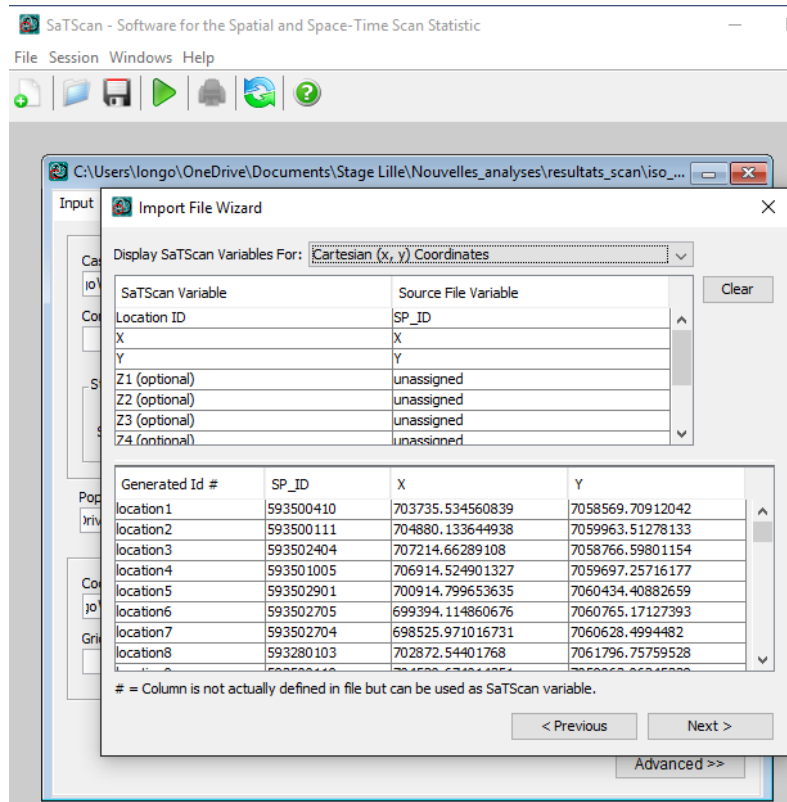 SaTScan - Software for the Spatial and Space-Time Scan Statistic
File Session Windows Help
C:\Users\longo\OneDrive\Documents\Stage Lille\Nouvelles_analyses\resultats_scan\iso_...
Input
Import File Wizard
Display SaTScan Variables For: Cartesian (x, y) Coordinates
Clear
SaTScan Variable Source File Variable
Location ID SP_ID
X X
Y Y
Z1 (optional) unassigned
Z2 (optional) unassigned
Z3 (optional) unassigned
Z4 (optional) unassigned
Generated Id # SP_ID X Y
location1 593500410 703735.534560839 7058569.70912042
location2 593500111 704880.133644938 7059963.51278133
location3 593502404 707214.66289108 7058766.59801154
location4 593501005 706914.524901327 7059697.25716177
location5 593502901 700914.799653635 7060434.40882659
location6 593502705 699394.114860676 7060765.17127393
location7 593502704 698525.971016731 7060628.4994482
location8 593280103 702872.54401768 7061796.75759528
# = Column is not actually defined in file but can be used as SaTScan variable.
< Previous Next >
Advanced >>